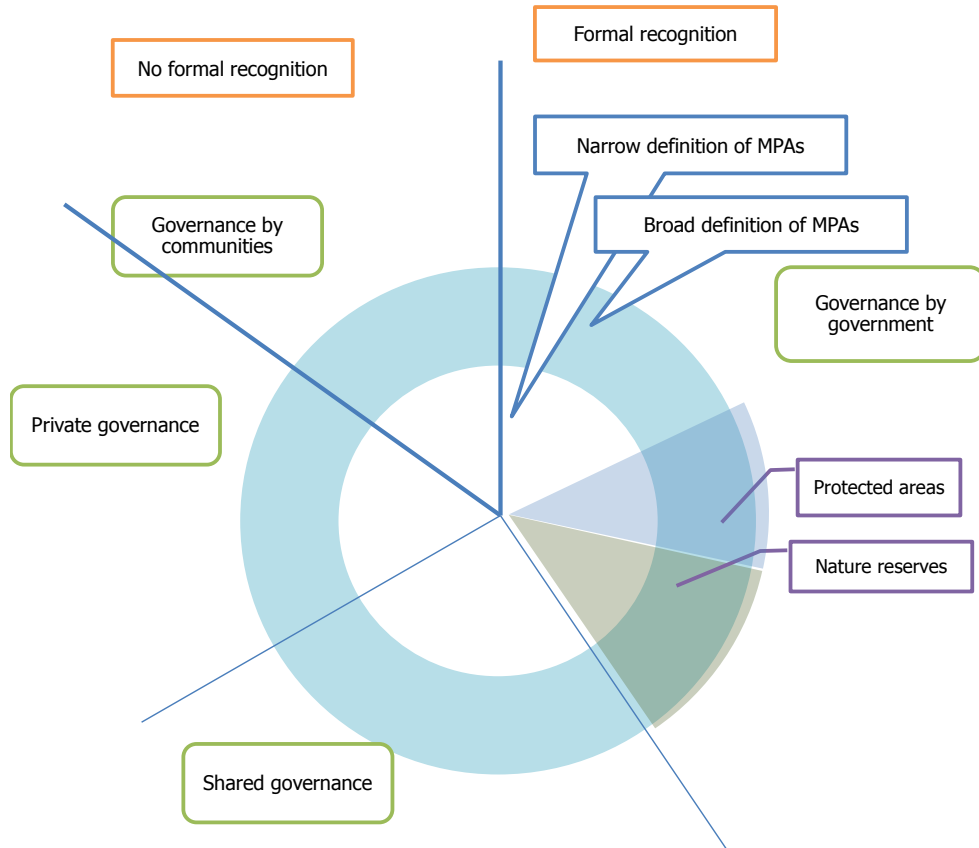 Formal recognition
No formal recognition
Narrow definition of MPAs
Governance by
communities
Broad definition of MPAs
Governance by
government
Private governance
Protected areas
Nature reserves
Shared governance